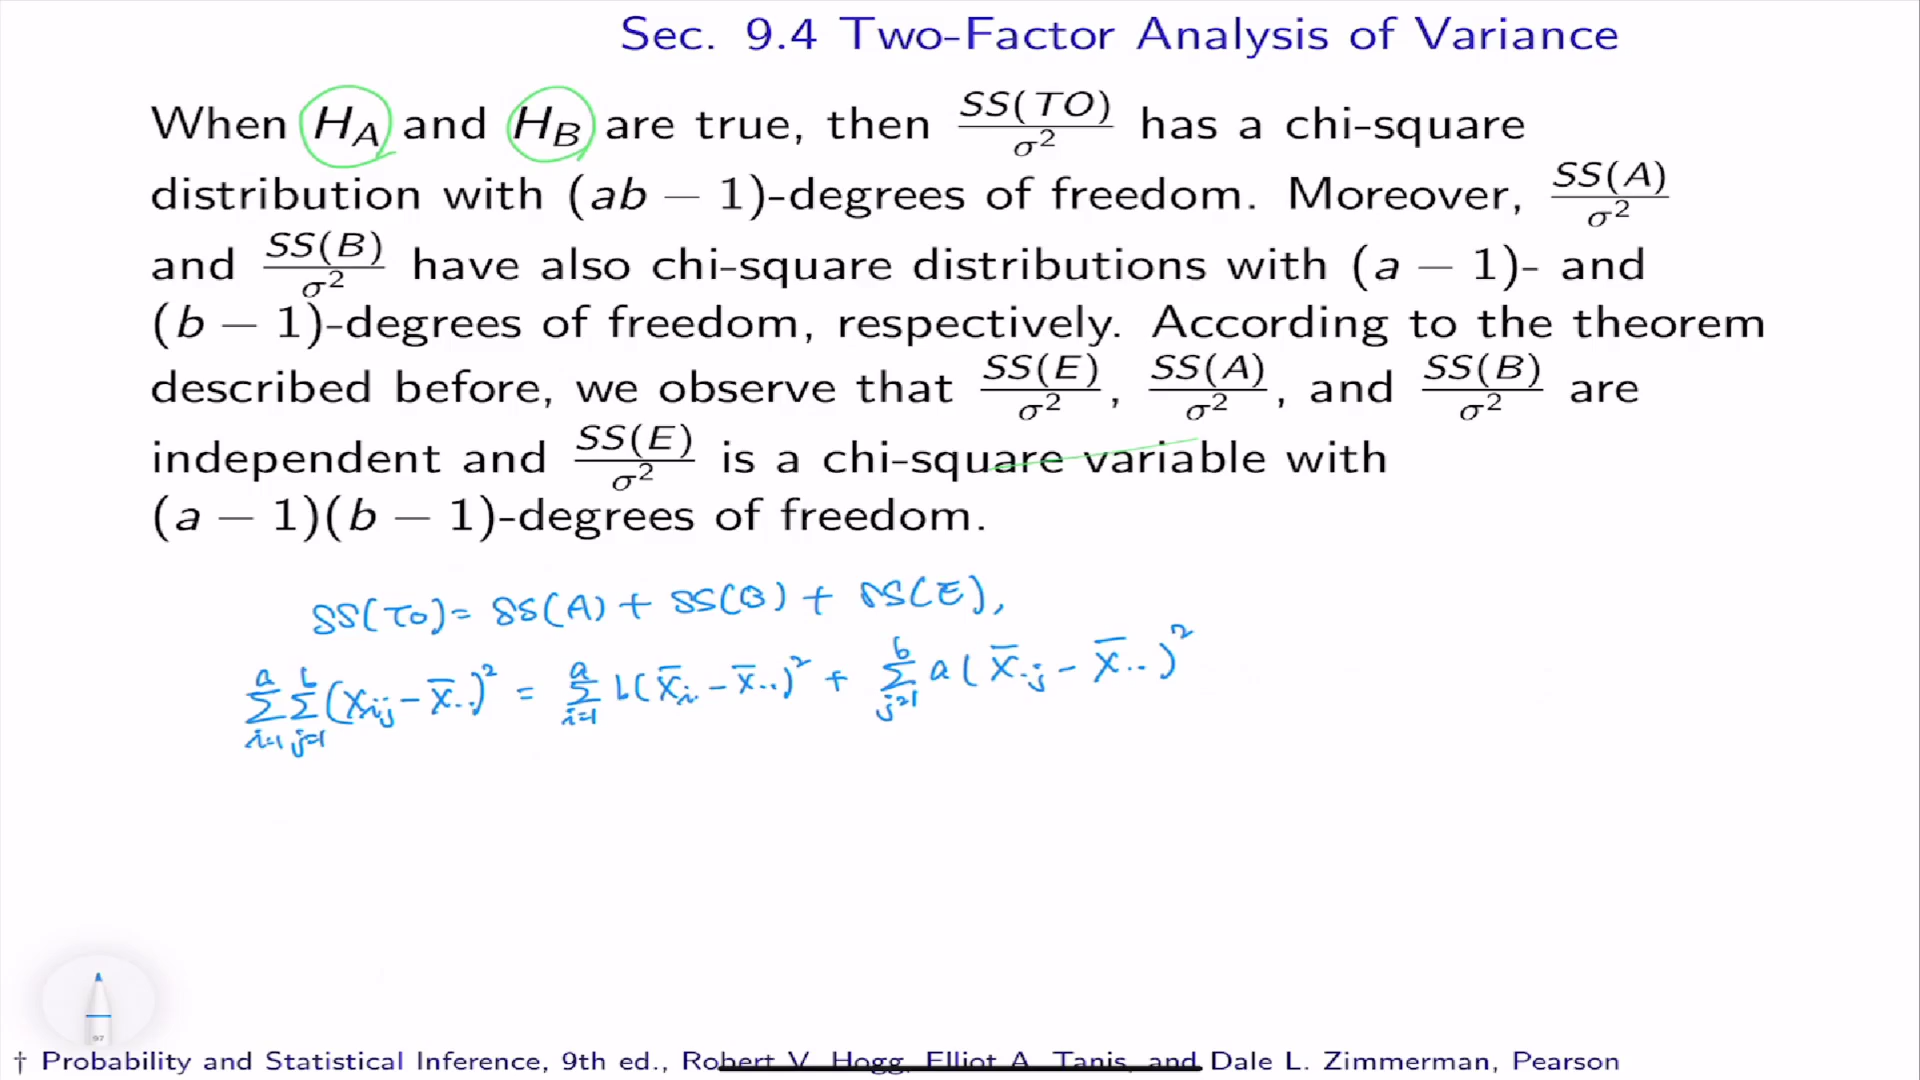 Sec. 9.4 Two-Factor Analysis of Variance
When H_A and H_B are true, then SS(TO)/σ² has a chi-square
distribution with (ab − 1)-degrees of freedom. Moreover, SS(A)/σ²
and SS(B)/σ² have also chi-square distributions with (a − 1)- and
(b − 1)-degrees of freedom, respectively. According to the theorem
described before, we observe that SS(E)/σ², SS(A)/σ², and SS(B)/σ² are
independent and SS(E)/σ² is a chi-square variable with
(a − 1)(b − 1)-degrees of freedom.
SS(TO) = SS(A) + SS(B) + SS(E),
∑_{i=1}^{a} ∑_{j=1}^{b} (X_{ij} − X̄..)² = ∑_{i=1}^{a} b(X̄_i − X̄..)² + ∑_{j=1}^{b} a(X̄._j − X̄..)²
97
† Probability and Statistical Inference, 9th ed., Robert V. Hogg, Elliot A. Tanis, and Dale L. Zimmerman, Pearson